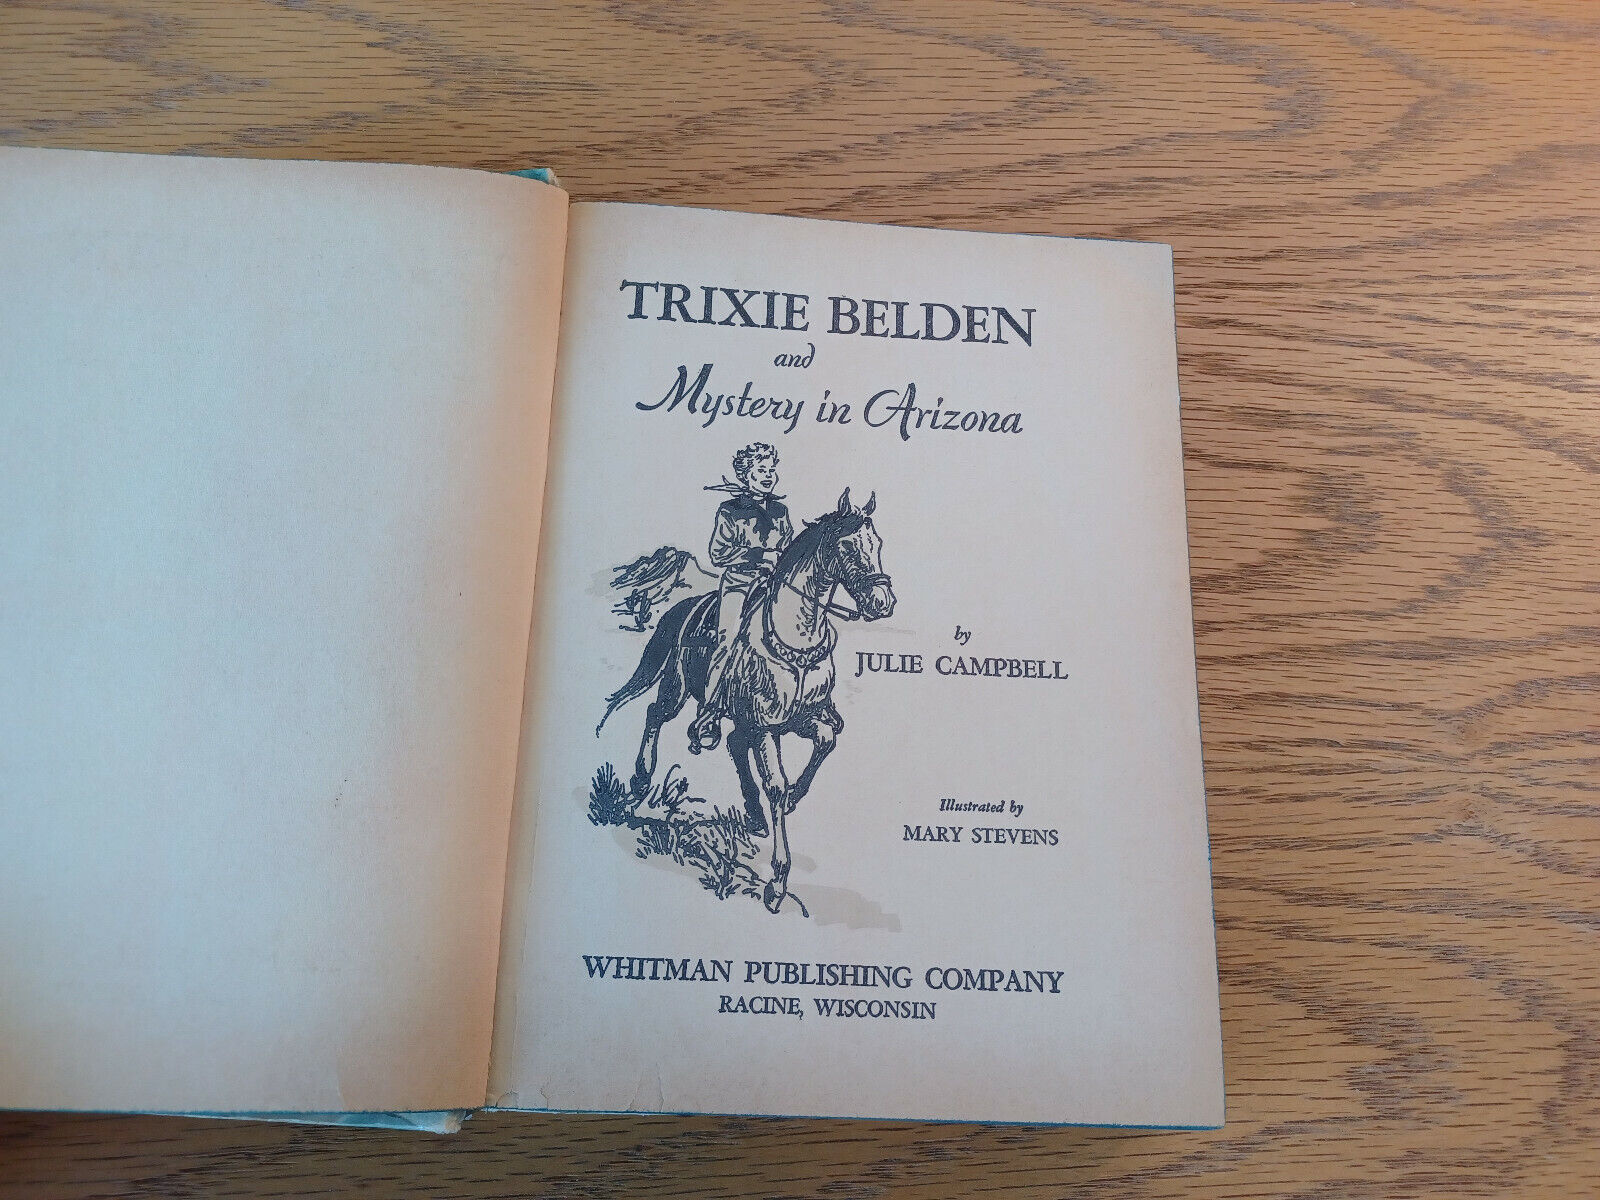 TRIXIE BELDEN
and
Mystery in Arizona
by
JULIE CAMPBELL
Illustrated by
MARY STEVENS
WHITMAN PUBLISHING COMPANY
RACINE, WISCONSIN